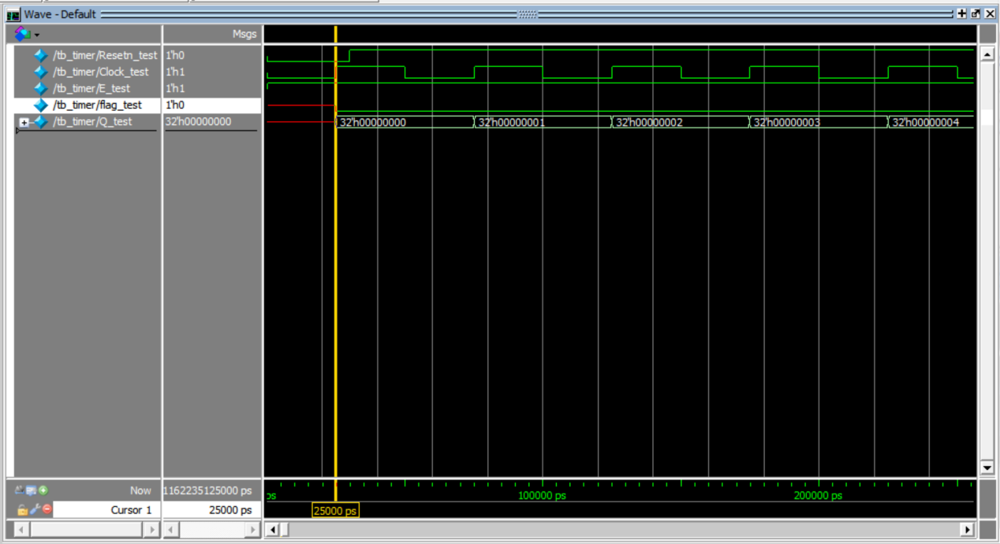 Wave - Default
Msgs
/tb_timer/Resetn_test 1'h0
/tb_timer/Clock_test 1'h1
/tb_timer/E_test 1'h1
/tb_timer/flag_test 1'h0
/tb_timer/Q_test 32'h00000000 32'h00000000 32'h00000001 32'h00000002 32'h00000003 32'h00000004
Now 1162235125000 ps
ps 100000 ps 200000 ps
Cursor 1 25000 ps 25000 ps